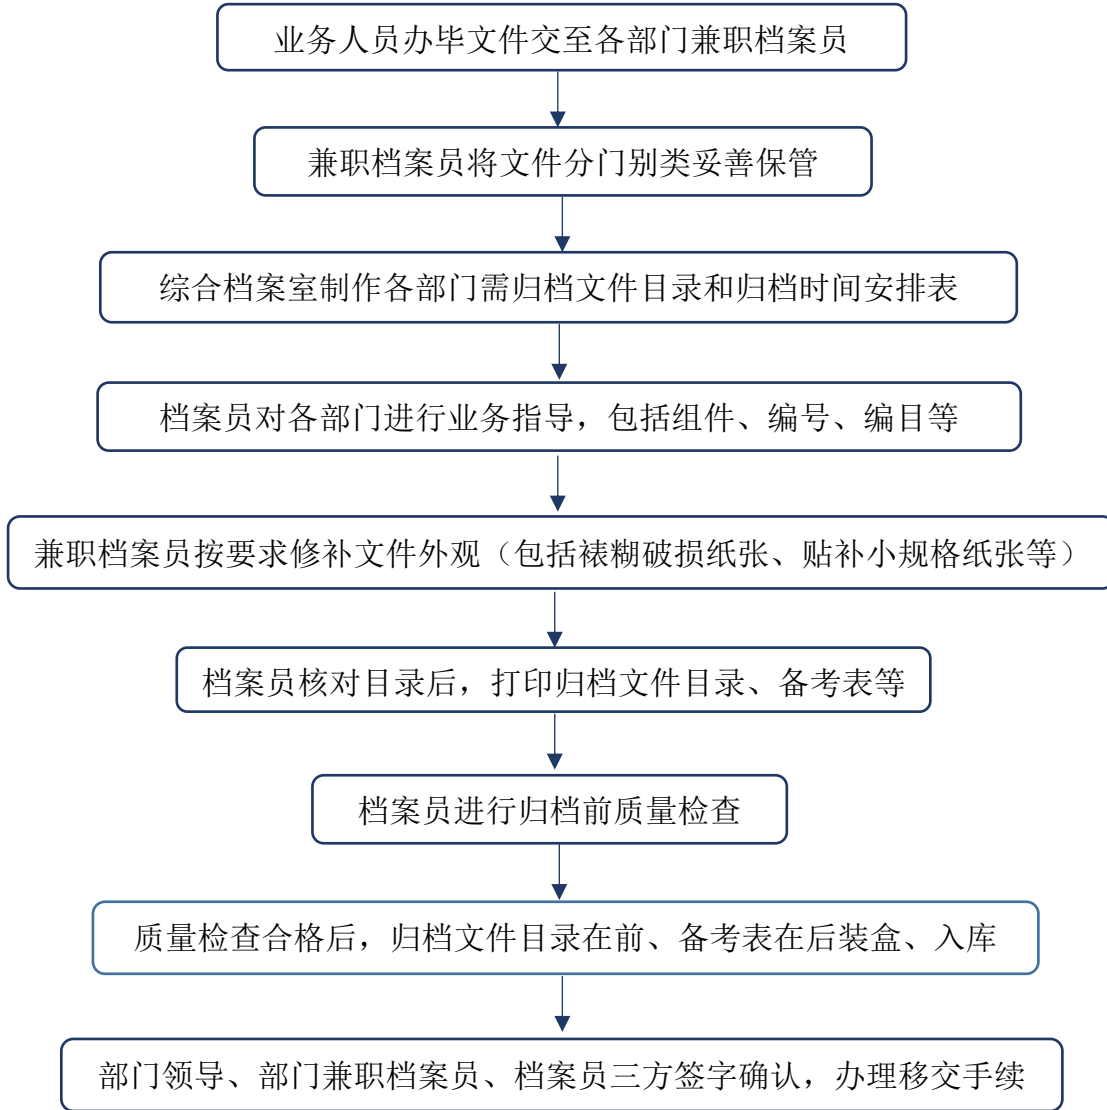 业务人员办毕文件交至各部门兼职档案员
兼职档案员将文件分门别类妥善保管
综合档案室制作各部门需归档文件目录和归档时间安排表
档案员对各部门进行业务指导，包括组件、编号、编目等
兼职档案员按要求修补文件外观（包括裱糊破损纸张、贴补小规格纸张等）
档案员核对目录后，打印归档文件目录、备考表等
档案员进行归档前质量检查
质量检查合格后，归档文件目录在前、备考表在后装盒、入库
部门领导、部门兼职档案员、档案员三方签字确认，办理移交手续